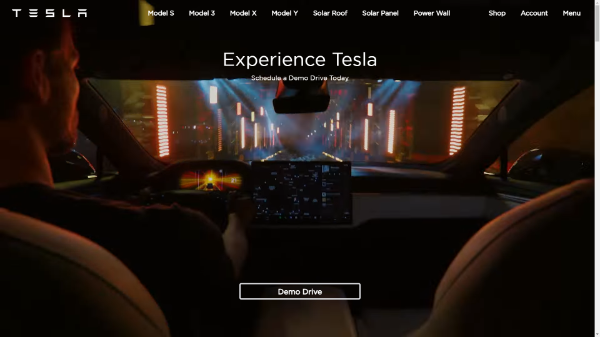 TESLA Model S Model 3 Model X Model Y Solar Roof Solar Panel Power Wall Shop Account Menu
Experience Tesla
Schedule a Demo Drive Today
Demo Drive